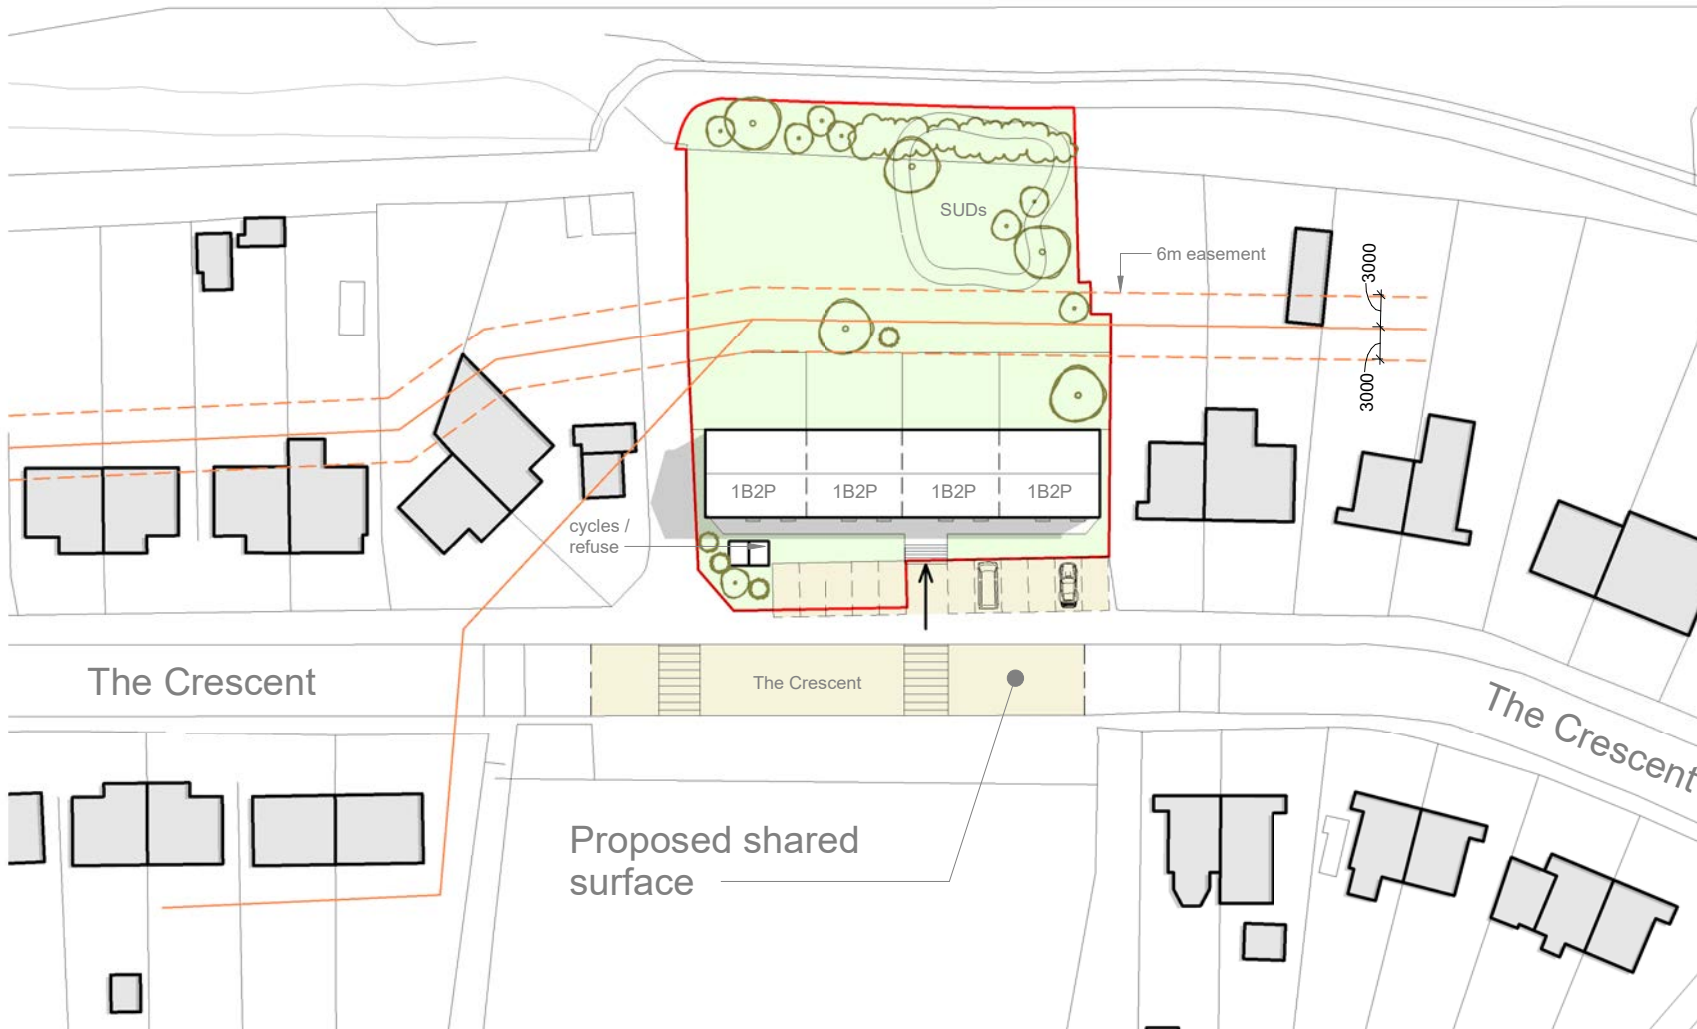 SUDs
6m easement
3000
3000
1B2P
1B2P
1B2P
1B2P
cycles /
refuse
The Crescent
The Crescent
The Crescent
Proposed shared
surface